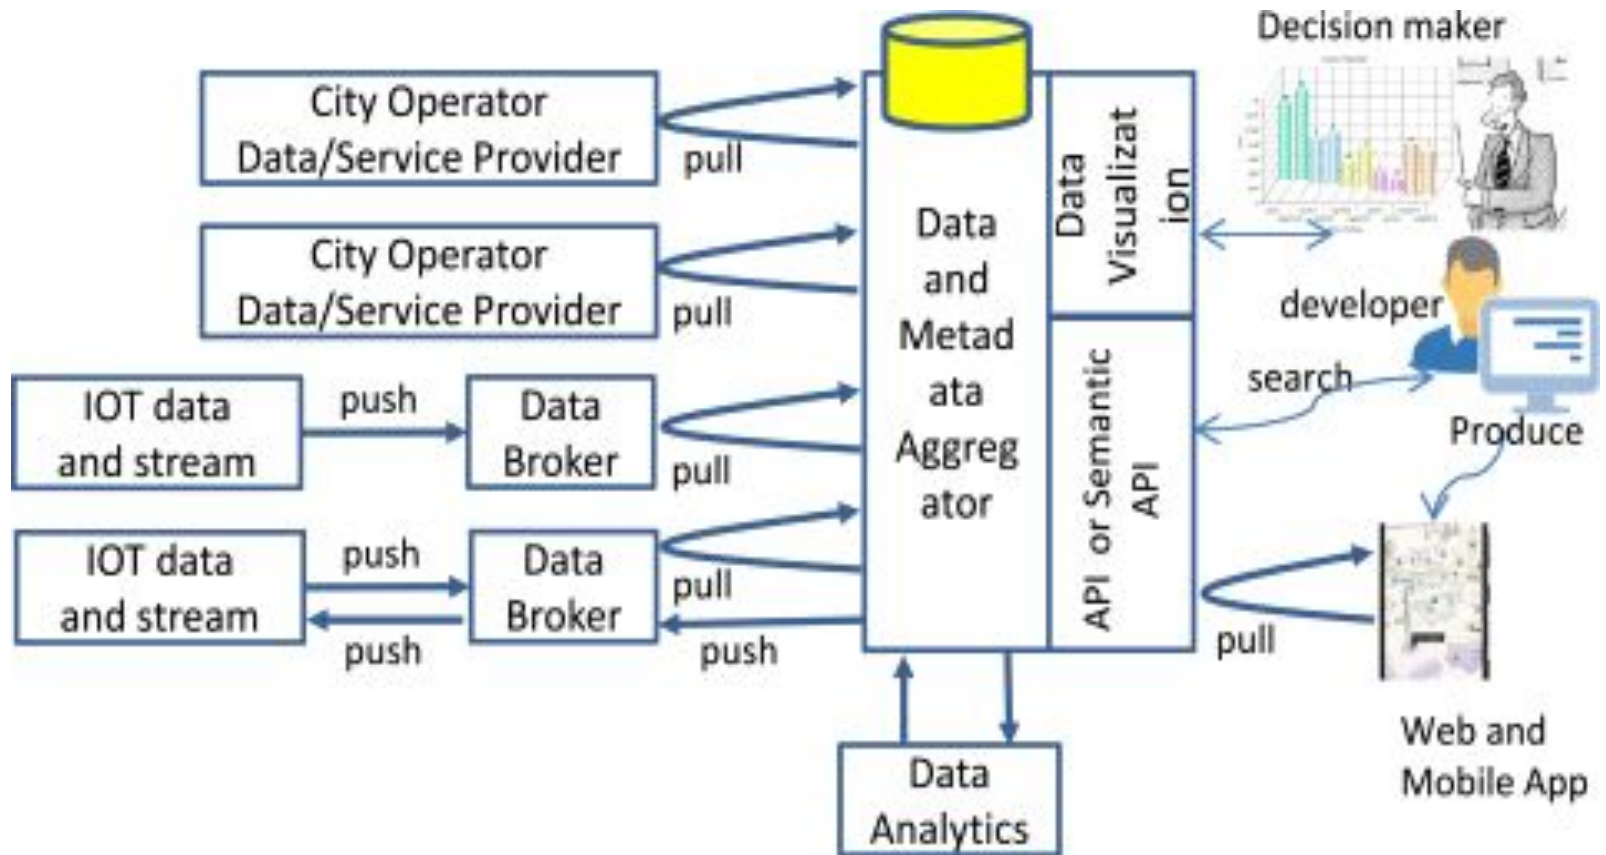 Decision maker
City Operator
Data/Service Provider
pull
City Operator
Data/Service Provider
pull
IOT data
and stream
push
Data
Broker
pull
IOT data
and stream
push
push
Data
Broker
pull
push
Data
and
Metad
ata
Aggreg
ator
Data
Visualizat
ion
API or Semantic
API
developer
search
Produce
pull
Web and
Mobile App
Data
Analytics